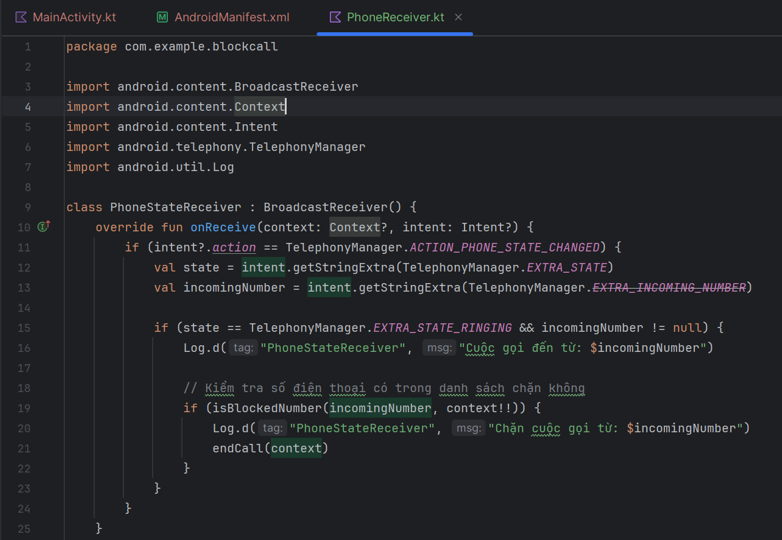 MainActivity.kt AndroidManifest.xml PhoneReceiver.kt
1 package com.example.blockcall
2
3 import android.content.BroadcastReceiver
4 import android.content.Context
5 import android.content.Intent
6 import android.telephony.TelephonyManager
7 import android.util.Log
8
9 class PhoneStateReceiver : BroadcastReceiver() {
10 override fun onReceive(context: Context?, intent: Intent?) {
11 if (intent?.action == TelephonyManager.ACTION_PHONE_STATE_CHANGED) {
12 val state = intent.getStringExtra(TelephonyManager.EXTRA_STATE)
13 val incomingNumber = intent.getStringExtra(TelephonyManager.EXTRA_INCOMING_NUMBER)
14
15 if (state == TelephonyManager.EXTRA_STATE_RINGING && incomingNumber != null) {
16 Log.d( tag: "PhoneStateReceiver", msg: "Cuộc gọi đến từ: $incomingNumber")
17
18 // Kiểm tra số điện thoại có trong danh sách chặn không
19 if (isBlockedNumber(incomingNumber, context!!)) {
20 Log.d( tag: "PhoneStateReceiver", msg: "Chặn cuộc gọi từ: $incomingNumber")
21 endCall(context)
22 }
23 }
24 }
25 }